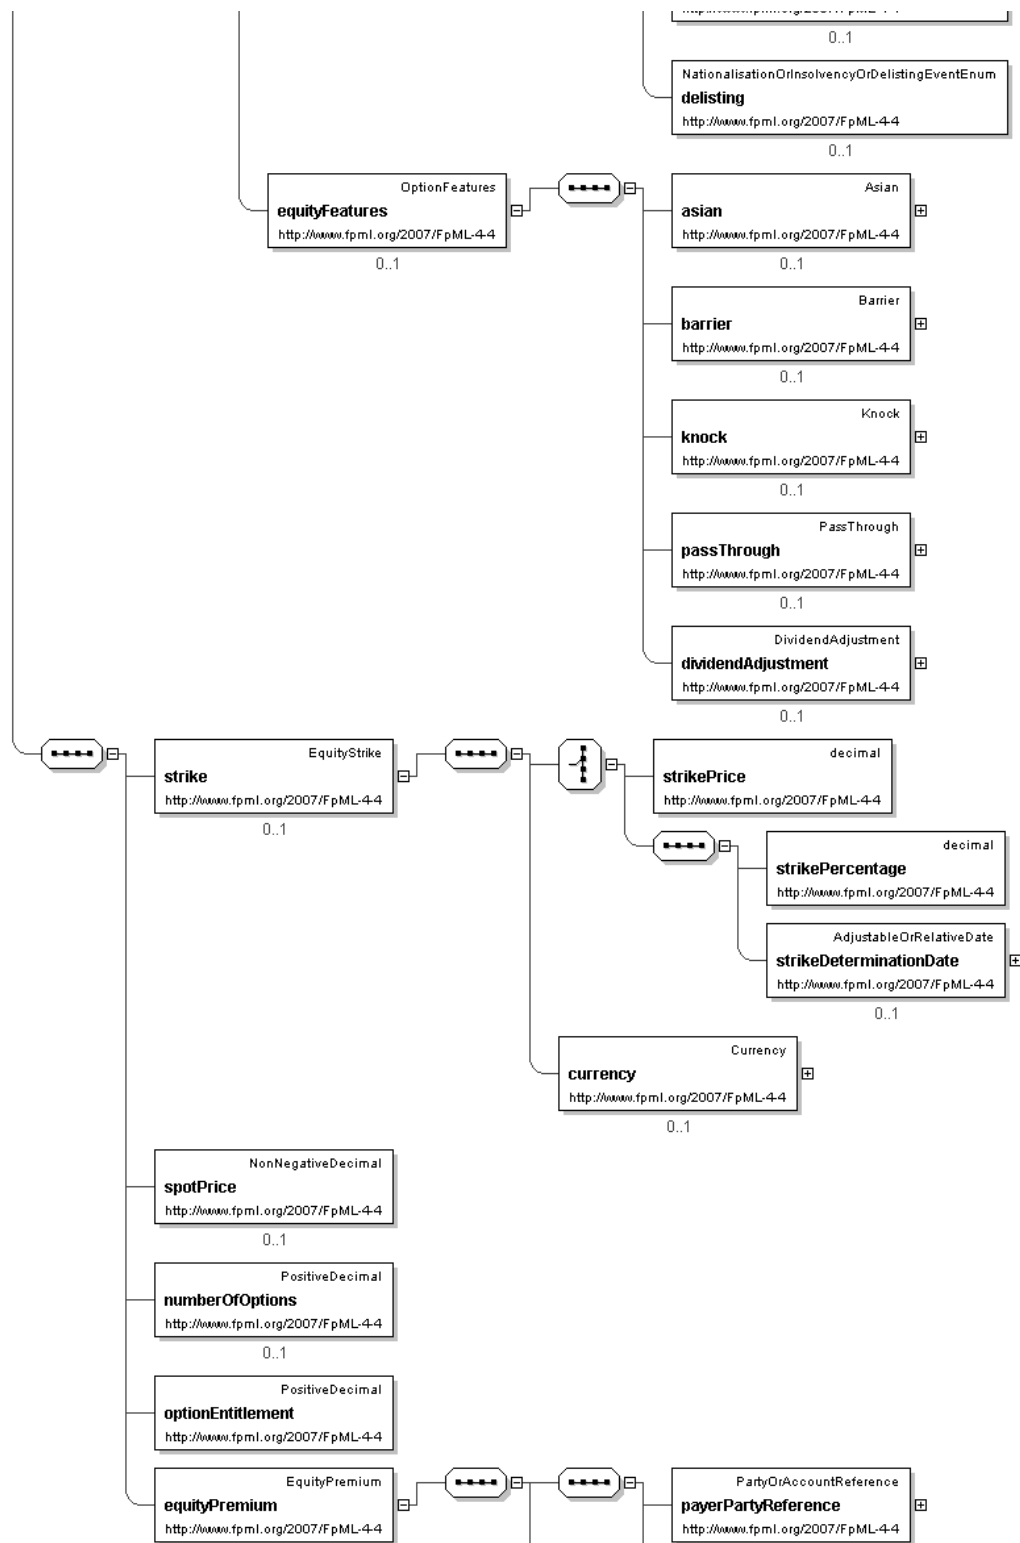 0..1
NationalisationOrInsolvencyOrDelistingEventEnum
delisting
http://www.fpml.org/2007/FpML-4-4
0..1
OptionFeatures
equityFeatures
http://www.fpml.org/2007/FpML-4-4
0..1
Asian
asian
http://www.fpml.org/2007/FpML-4-4
0..1
Barrier
barrier
http://www.fpml.org/2007/FpML-4-4
0..1
Knock
knock
http://www.fpml.org/2007/FpML-4-4
0..1
PassThrough
passThrough
http://www.fpml.org/2007/FpML-4-4
0..1
DividendAdjustment
dividendAdjustment
http://www.fpml.org/2007/FpML-4-4
0..1
EquityStrike
strike
http://www.fpml.org/2007/FpML-4-4
0..1
decimal
strikePrice
http://www.fpml.org/2007/FpML-4-4
decimal
strikePercentage
http://www.fpml.org/2007/FpML-4-4
AdjustableOrRelativeDate
strikeDeterminationDate
http://www.fpml.org/2007/FpML-4-4
0..1
Currency
currency
http://www.fpml.org/2007/FpML-4-4
0..1
NonNegativeDecimal
spotPrice
http://www.fpml.org/2007/FpML-4-4
0..1
PositiveDecimal
numberOfOptions
http://www.fpml.org/2007/FpML-4-4
0..1
PositiveDecimal
optionEntitlement
http://www.fpml.org/2007/FpML-4-4
EquityPremium
equityPremium
http://www.fpml.org/2007/FpML-4-4
PartyOrAccountReference
payerPartyReference
http://www.fpml.org/2007/FpML-4-4